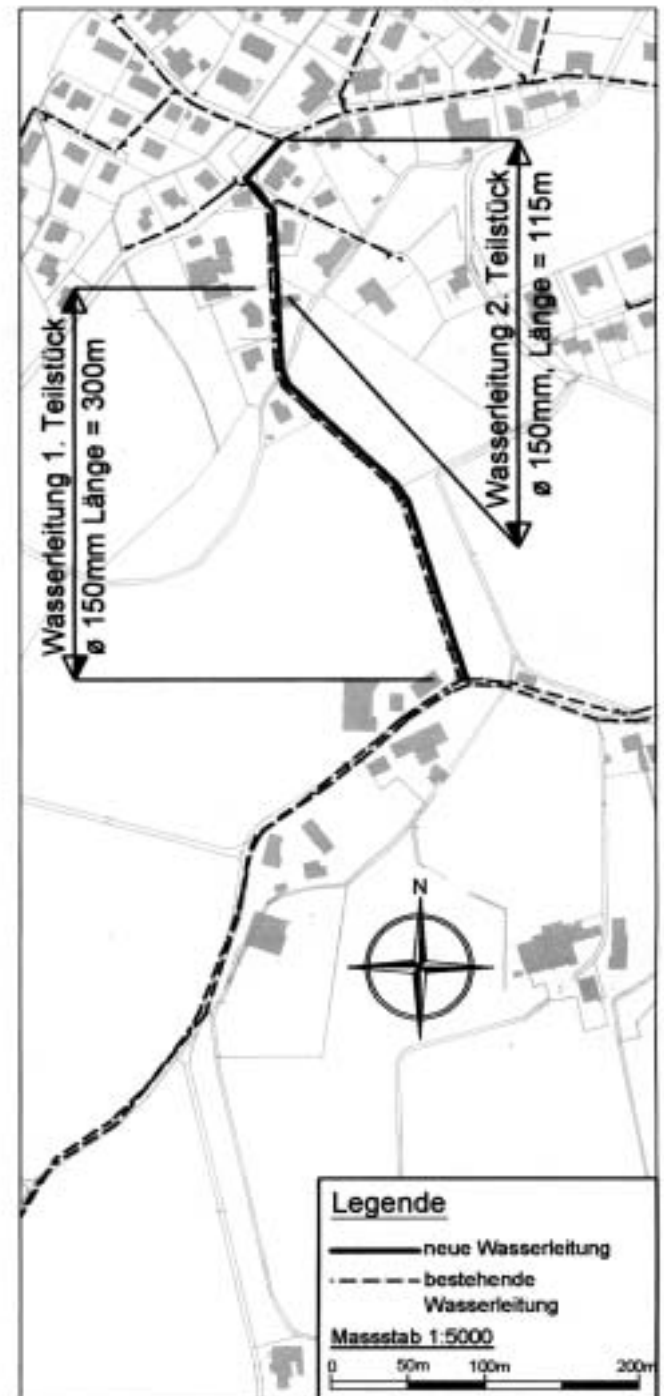 Wasserleitung 1. Teilstück
ø 150mm Länge = 300m
Wasserleitung 2. Teilstück
ø 150mm, Länge = 115m
N
Legende
neue Wasserleitung
bestehende
Wasserleitung
Massstab 1:5000
0 50m 100m 200m